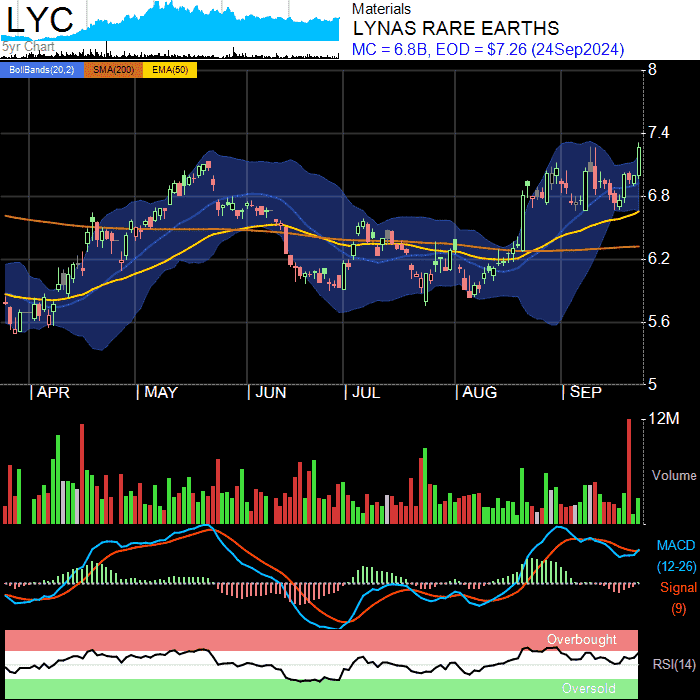 LYC
5yr Chart
Materials
LYNAS RARE EARTHS
MC = 6.8B, EOD = $7.26 (24Sep2024)
BollBands(20,2) SMA(200) EMA(50)
8
7.4
6.8
6.2
5.6
5
APR MAY JUN JUL AUG SEP
12M
Volume
MACD
(12-26)
Signal
(9)
Overbought
RSI(14)
Oversold